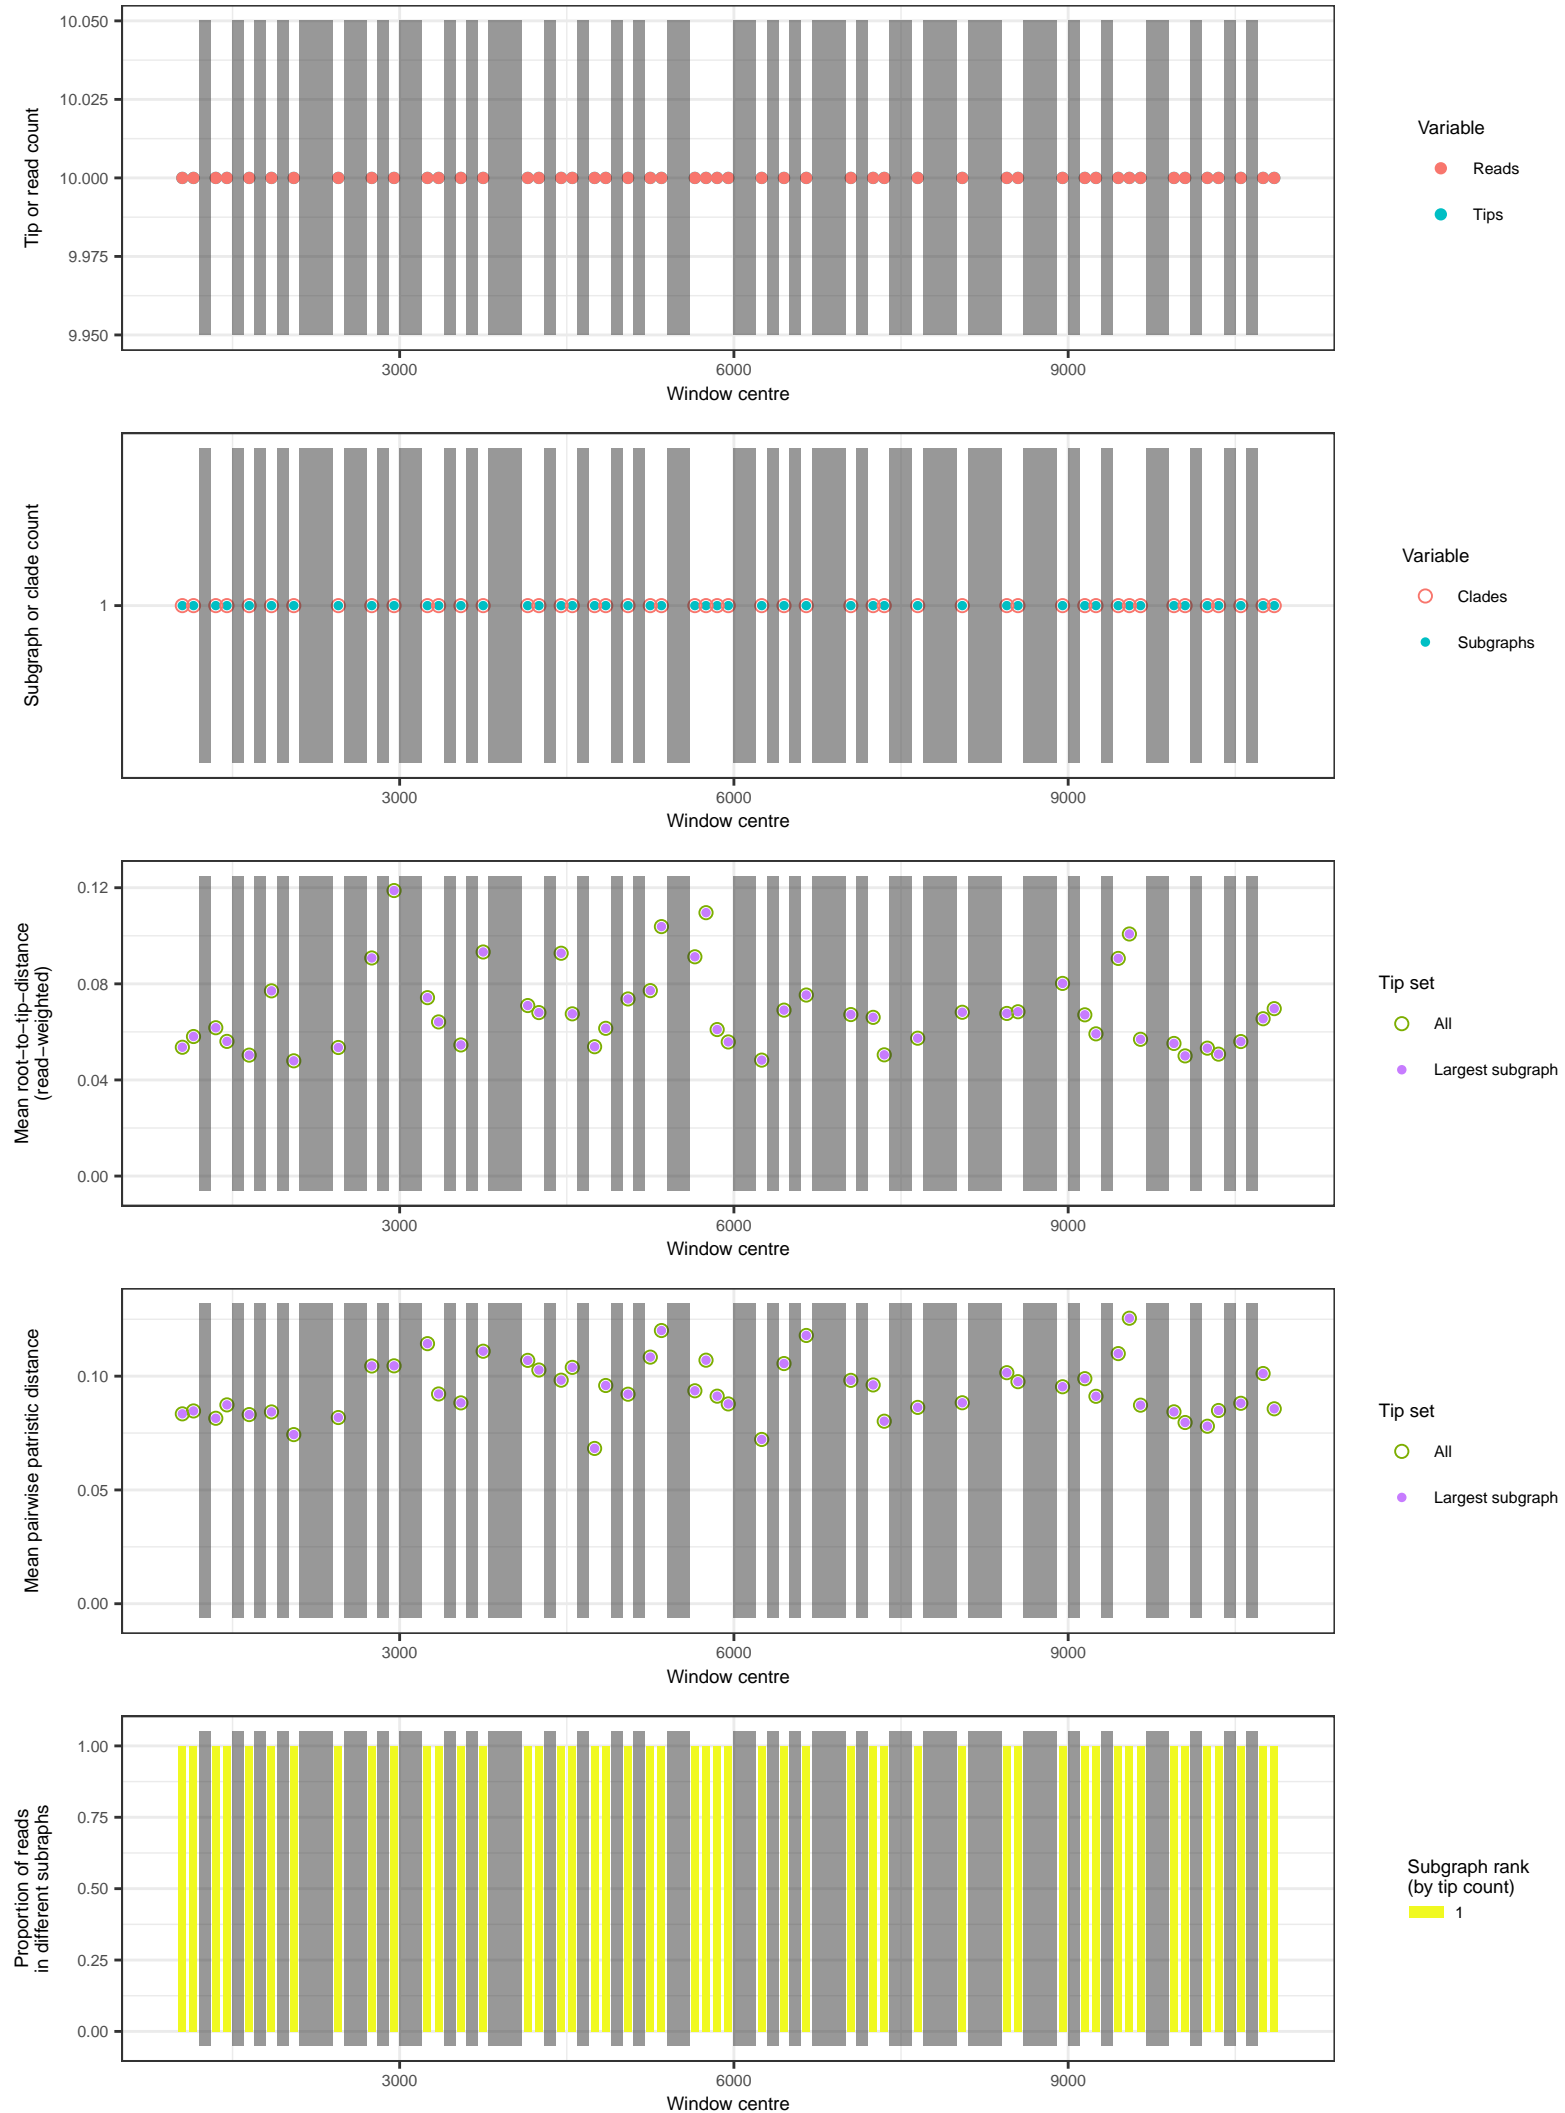 10.050
10.025
10.000
9.975
9.950
Tip or read count
3000
6000
9000
Window centre
Variable
Reads
Tips
1
Subgraph or clade count
3000
6000
9000
Window centre
Variable
Clades
Subgraphs
0.12
0.08
0.04
0.00
Mean root−to−tip−distance
(read−weighted)
3000
6000
9000
Window centre
Tip set
All
Largest subgraph
0.10
0.05
0.00
Mean pairwise patristic distance
3000
6000
9000
Window centre
Tip set
All
Largest subgraph
1.00
0.75
0.50
0.25
0.00
Proportion of reads
in different subraphs
3000
6000
9000
Window centre
Subgraph rank
(by tip count)
1